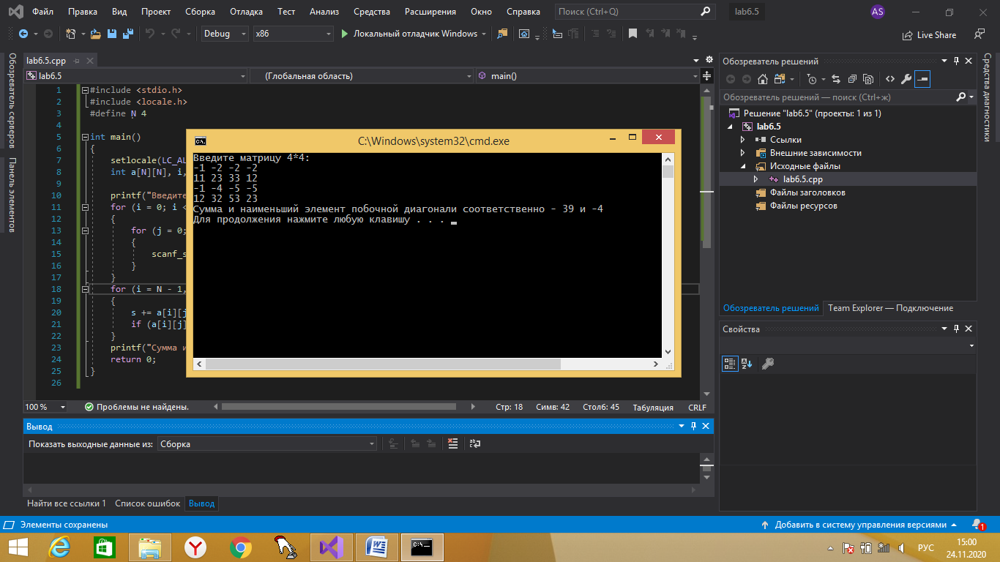 Файл Правка Вид Проект Сборка Отладка Тест Анализ Средства Расширения Окно Справка Поиск (Ctrl+Q) lab6.5 AS
Debug x86 Локальный отладчик Windows Live Share
Обозреватель серверов
Панель элементов
lab6.5.cpp
lab6.5 (Глобальная область) main()
1 #include <stdio.h>
2 #include <locale.h>
3 #define N 4
4
5 int main()
6 {
7 setlocale(LC_AL
8 int a[N][N], i,
9
10 printf("Введите
11 for (i = 0; i <
12 {
13 for (j = 0;
14 {
15 scanf_s
16 }
17 }
18 for (i = N - 1,
19 {
20 s += a[i][j
21 if (a[i][j]
22 }
23 printf("Сумма и
24 return 0;
25 }
26
C:\Windows\system32\cmd.exe
Введите матрицу 4*4:
-1 -2 -2 -2
11 23 33 12
-1 -4 -5 -5
12 32 53 23
Сумма и наименьший элемент побочной диагонали соответственно - 39 и -4
Для продолжения нажмите любую клавишу . . .
100 % Проблемы не найдены. Стр: 18 Симв: 42 Столб: 45 Табуляция CRLF
Вывод
Показать выходные данные из: Сборка
Найти все ссылки 1 Список ошибок Вывод
Обозреватель решений
Обозреватель решений — поиск (Ctrl+ж)
Решение "lab6.5" (проекты: 1 из 1)
lab6.5
Ссылки
Внешние зависимости
Исходные файлы
lab6.5.cpp
Файлы заголовков
Файлы ресурсов
Обозреватель решений Team Explorer — Подключение
Свойства
Средства диагностики
Элементы сохранены Добавить в систему управления версиями 1
РУС 15:00
24.11.2020